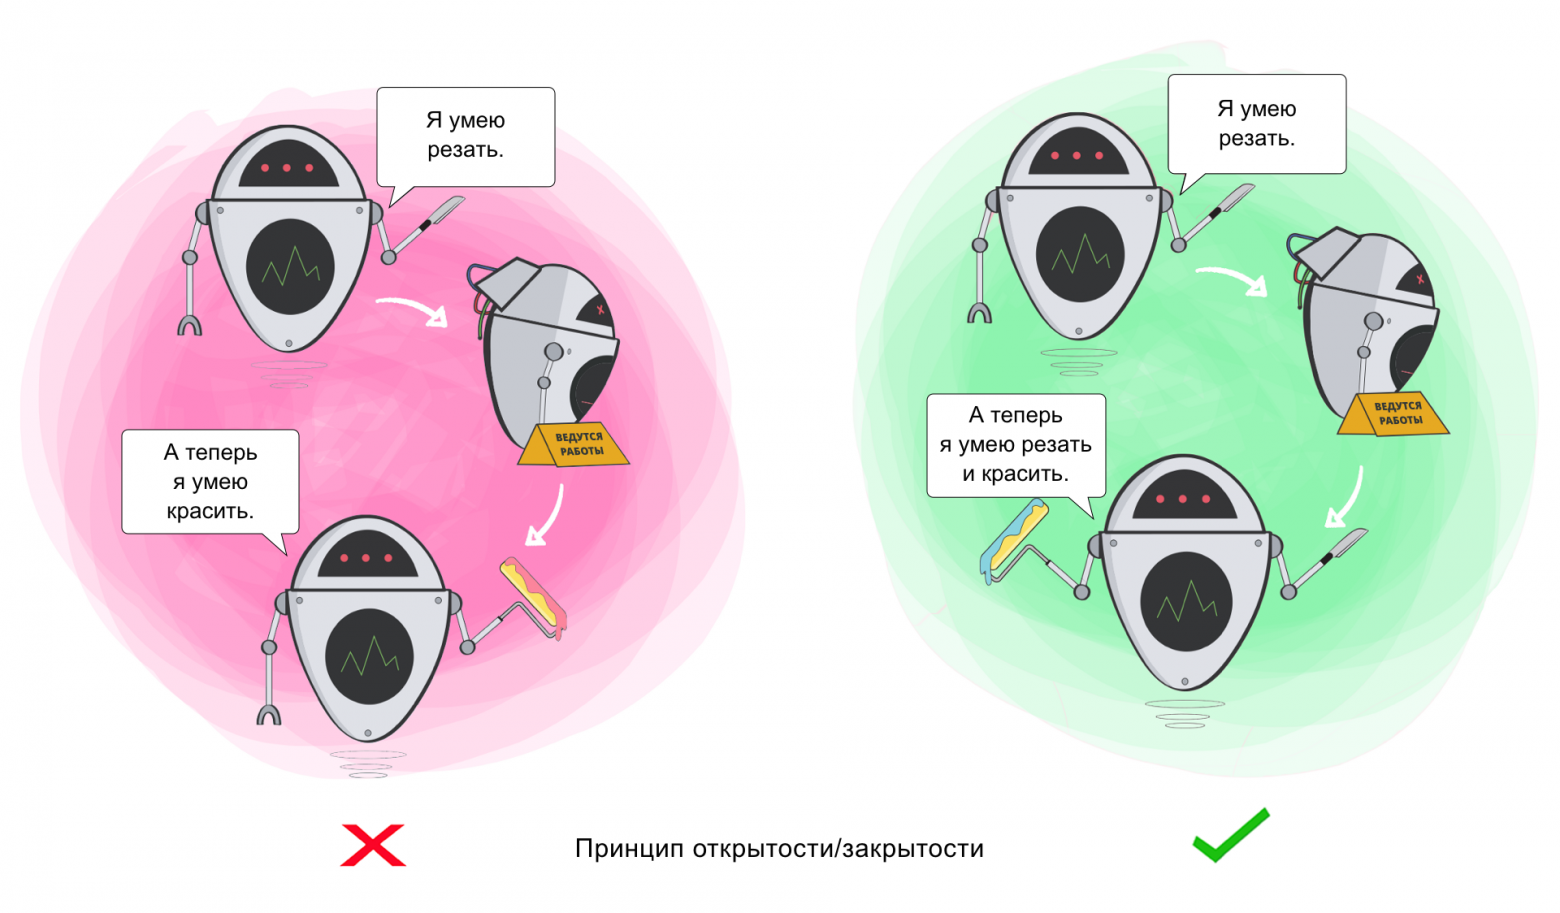 Я умею
резать.
ВЕДУТСЯ
РАБОТЫ
А теперь
я умею
красить.
Я умею
резать.
ВЕДУТСЯ
РАБОТЫ
А теперь
я умею резать
и красить.
Принцип открытости/закрытости